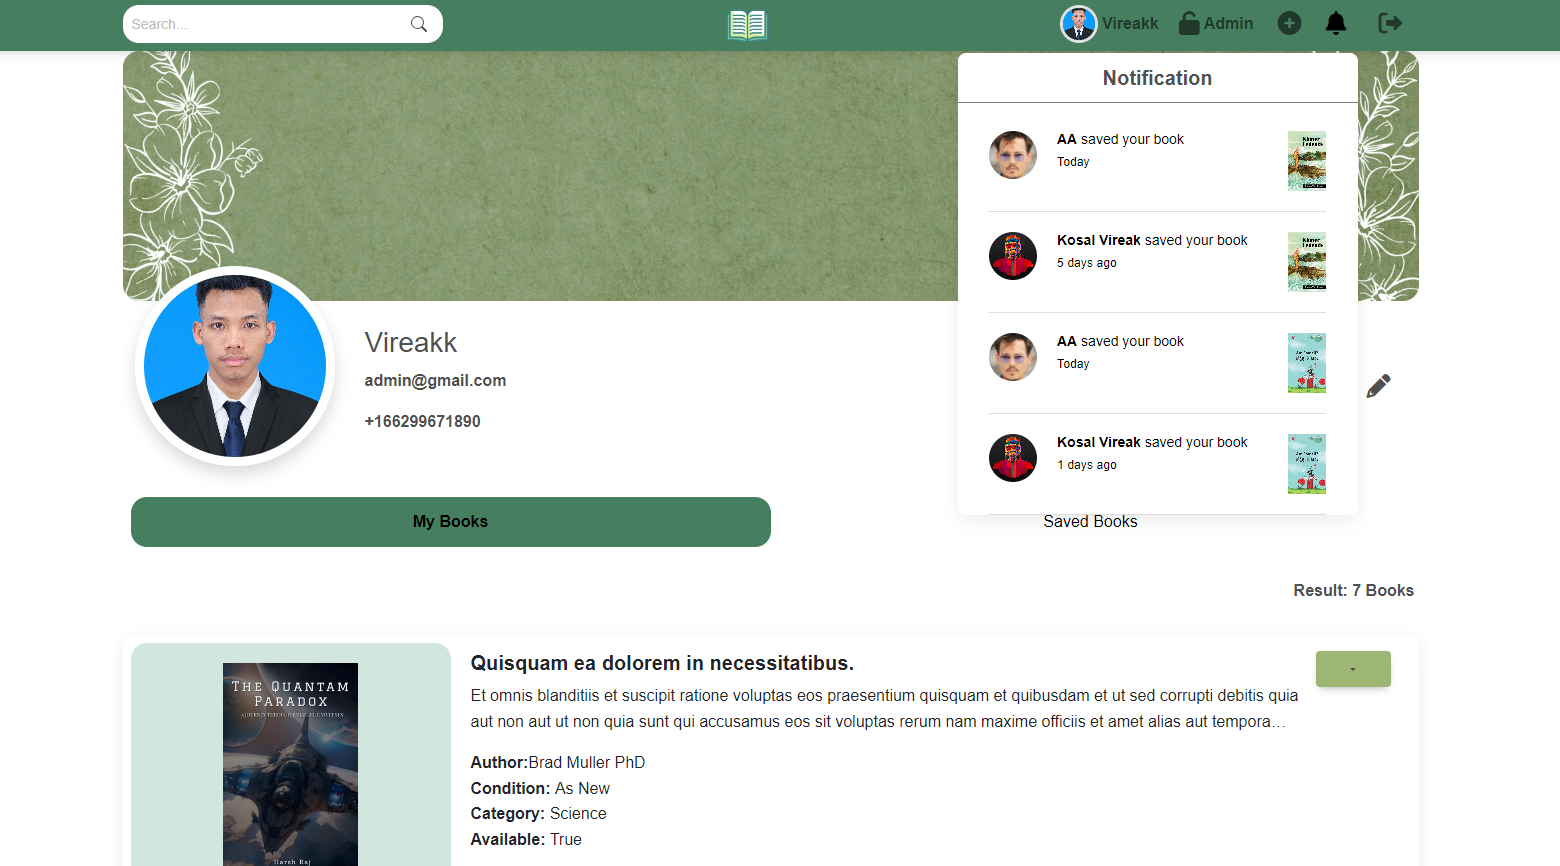 Search...
Vireakk
Admin
Notification
AA saved your book
Today
Kosal Vireak saved your book
5 days ago
AA saved your book
Today
Kosal Vireak saved your book
1 days ago
Vireakk
admin@gmail.com
+166299671890
My Books
Saved Books
Result: 7 Books
THE QUANTAM
PARADOX
Harsh Raj
Quisquam ea dolorem in necessitatibus.
Et omnis blanditiis et suscipit ratione voluptas eos praesentium quisquam et quibusdam et ut sed corrupti debitis quia
aut non aut ut non quia sunt qui accusamus eos sit voluptas rerum nam maxime officiis et amet alias aut tempora...
Author:Brad Muller PhD
Condition: As New
Category: Science
Available: True